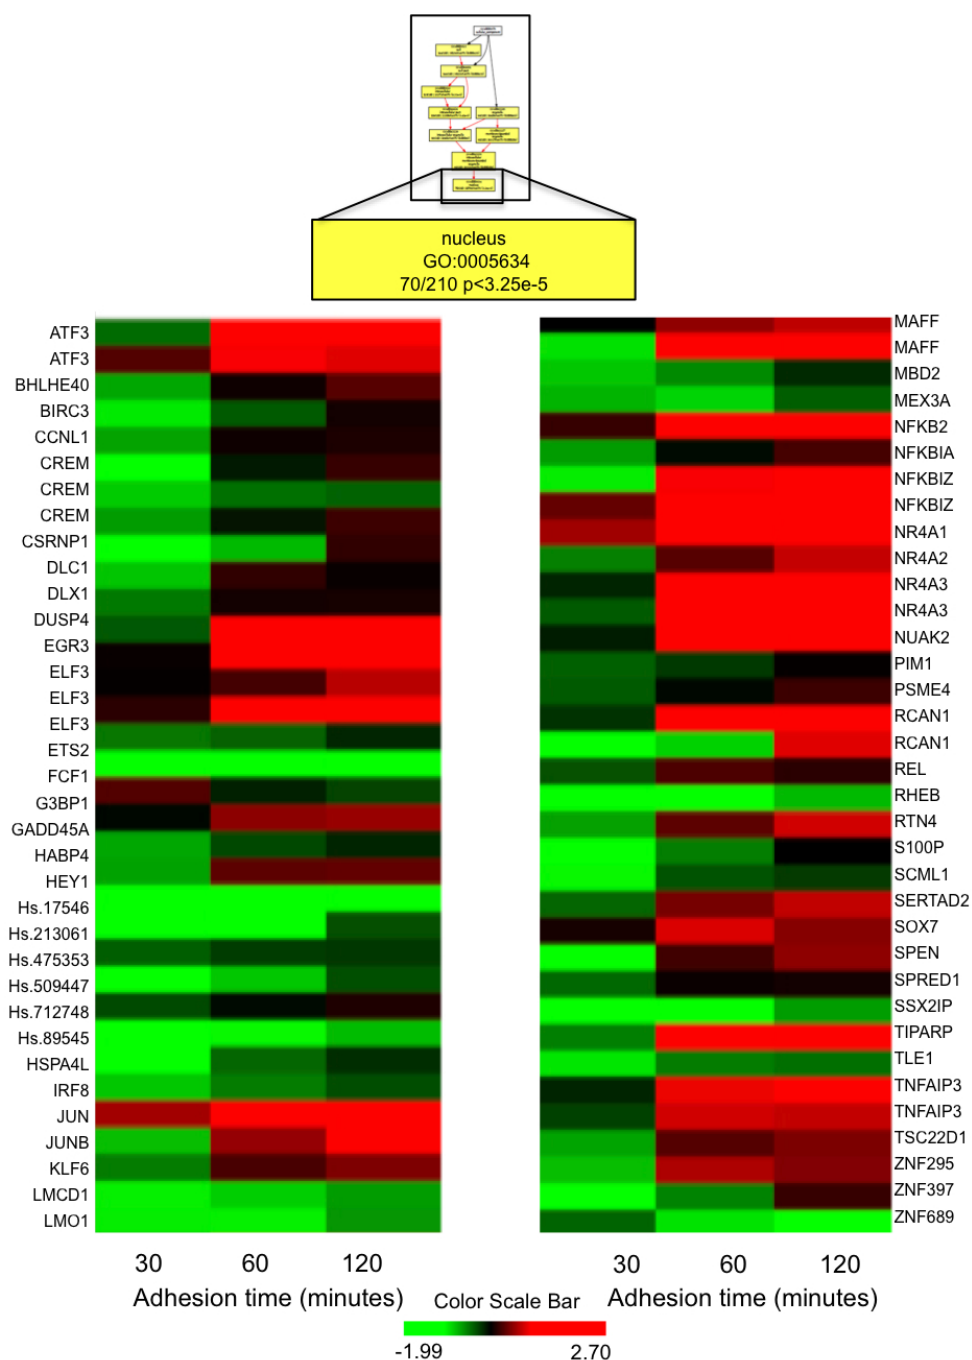 nucleus
GO:0005634
70/210 p<3.25e-5
ATF3
ATF3
BHLHE40
BIRC3
CCNL1
CREM
CREM
CREM
CSRNP1
DLC1
DLX1
DUSP4
EGR3
ELF3
ELF3
ELF3
ETS2
FCF1
G3BP1
GADD45A
HABP4
HEY1
Hs.17546
Hs.213061
Hs.475353
Hs.509447
Hs.712748
Hs.89545
HSPA4L
IRF8
JUN
JUNB
KLF6
LMCD1
LMO1
30 60 120
Adhesion time (minutes)
MAFF
MAFF
MBD2
MEX3A
NFKB2
NFKBIA
NFKBIZ
NFKBIZ
NR4A1
NR4A2
NR4A3
NR4A3
NUAK2
PIM1
PSME4
RCAN1
RCAN1
REL
RHEB
RTN4
S100P
SCML1
SERTAD2
SOX7
SPEN
SPRED1
SSX2IP
TIPARP
TLE1
TNFAIP3
TNFAIP3
TSC22D1
ZNF295
ZNF397
ZNF689
30 60 120
Adhesion time (minutes)
Color Scale Bar
-1.99 2.70